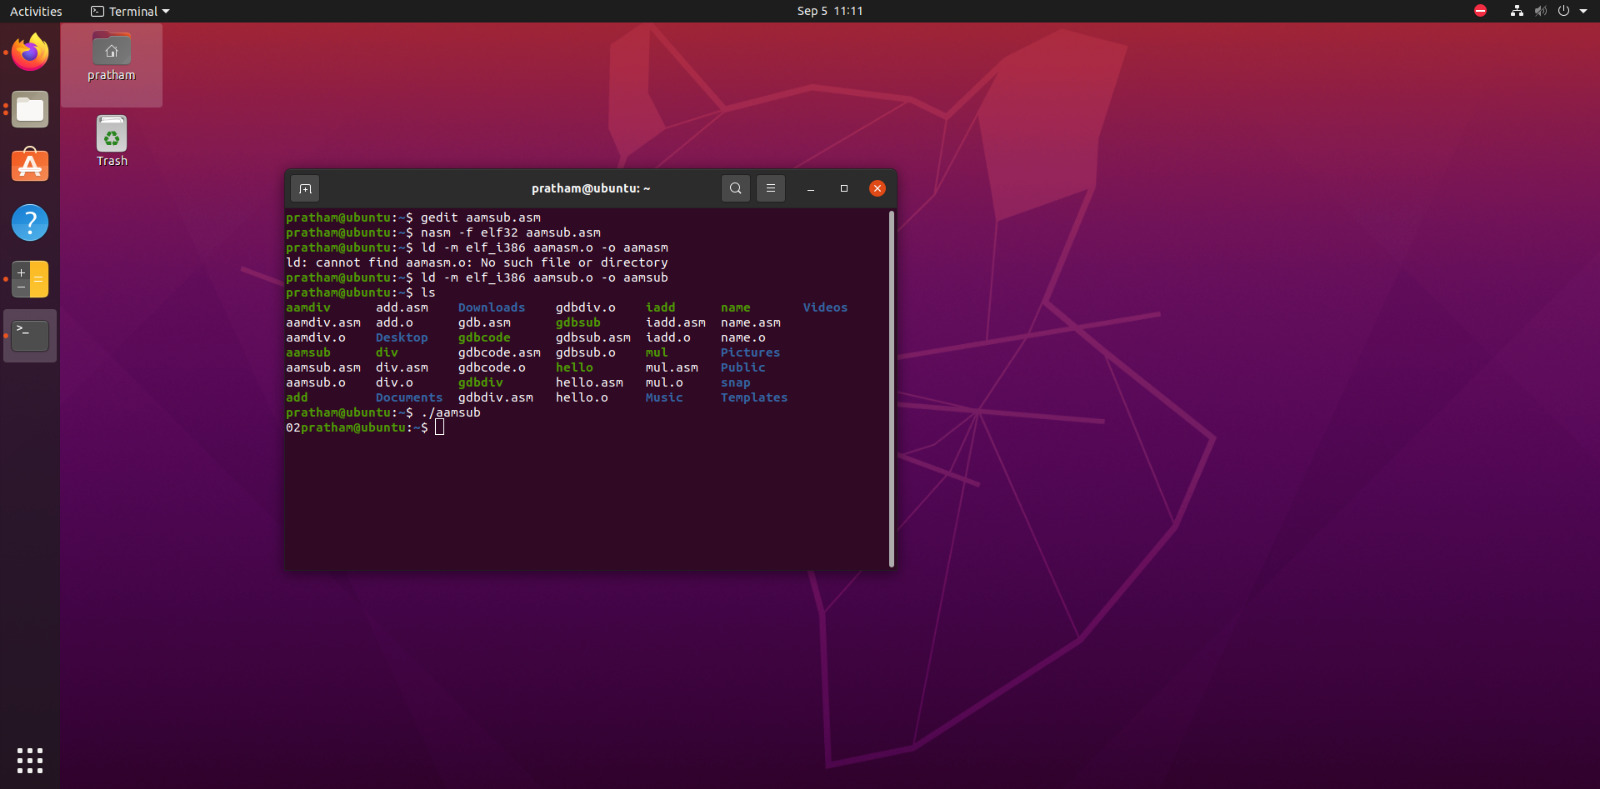 Activities Terminal Sep 5 11:11
pratham
Trash
pratham@ubuntu: ~
pratham@ubuntu:~$ gedit aamsub.asm
pratham@ubuntu:~$ nasm -f elf32 aamsub.asm
pratham@ubuntu:~$ ld -m elf_i386 aamasm.o -o aamasm
ld: cannot find aamasm.o: No such file or directory
pratham@ubuntu:~$ ld -m elf_i386 aamsub.o -o aamsub
pratham@ubuntu:~$ ls
aamdiv add.asm Downloads gdbdiv.o iadd name Videos
aamdiv.asm add.o gdb.asm gdbsub iadd.asm name.asm
aamdiv.o Desktop gdbcode gdbsub.asm iadd.o name.o
aamsub div gdbcode.asm gdbsub.o mul Pictures
aamsub.asm div.asm gdbcode.o hello mul.asm Public
aamsub.o div.o gdbdiv hello.asm mul.o snap
add Documents gdbdiv.asm hello.o Music Templates
pratham@ubuntu:~$ ./aamsub
02pratham@ubuntu:~$